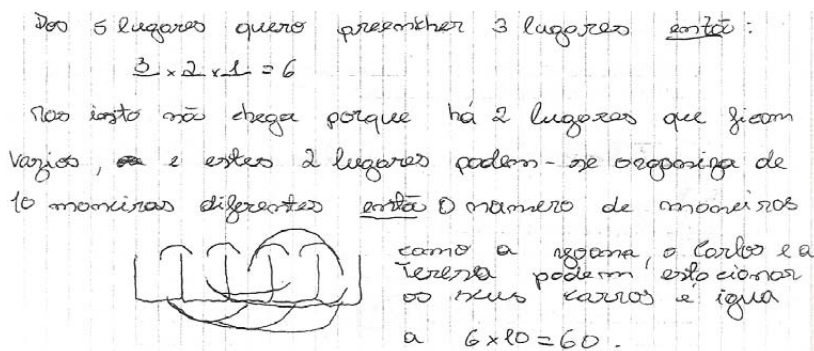 Dos 5 lugares quero preencher 3 lugares então:
3 × 2 × 1 = 6
Mas isto não chega porque há 2 lugares que ficam
vazios, e estes 2 lugares podem-se organiza de
10 maneiras diferentes então o número de maneiras
como a Joana, o Carlos e a
Teresa podem estacionar
os seus carros é igua
a 6 × 10 = 60.